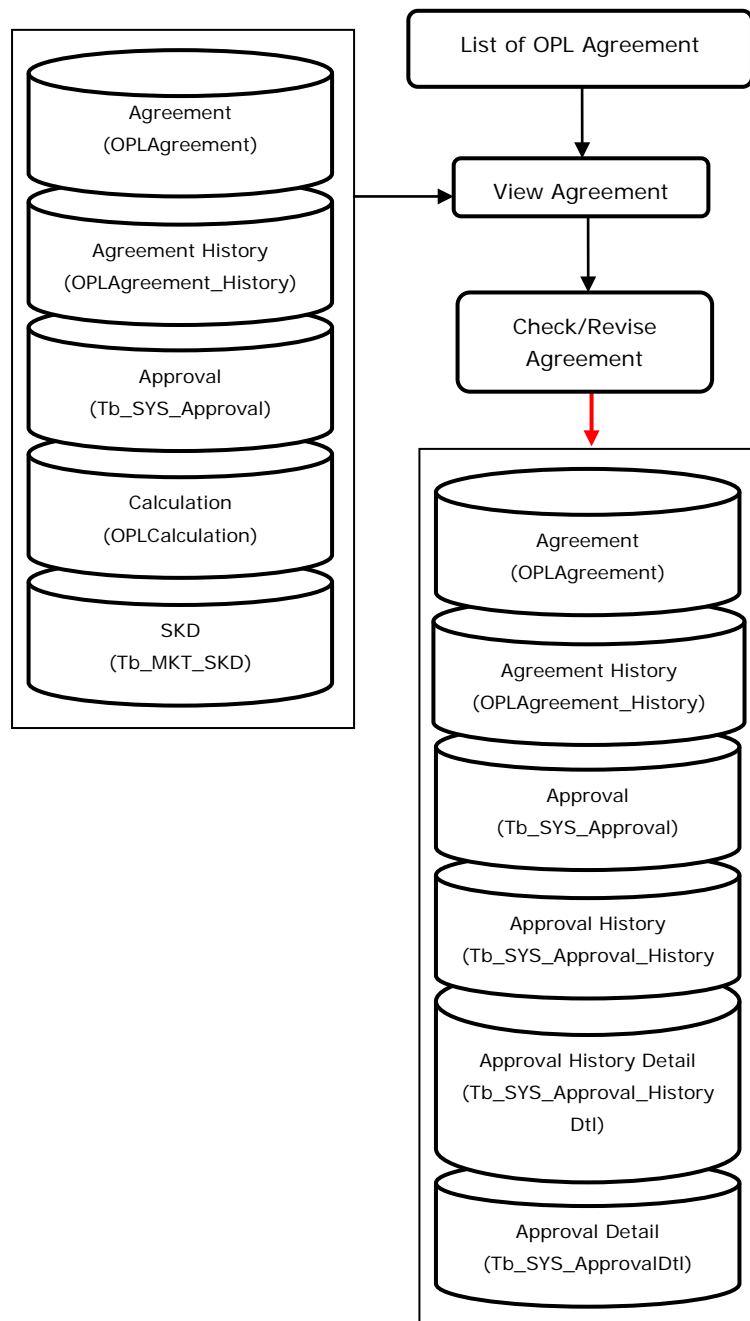 List of OPL Agreement
View Agreement
Check/Revise
Agreement
Agreement
(OPLAgreement)
Agreement History
(OPLAgreement_History)
Approval
(Tb_SYS_Approval)
Calculation
(OPLCalculation)
SKD
(Tb_MKT_SKD)
Agreement
(OPLAgreement)
Agreement History
(OPLAgreement_History)
Approval
(Tb_SYS_Approval)
Approval History
(Tb_SYS_Approval_History
Approval History Detail
(Tb_SYS_Approval_History
Dtl)
Approval Detail
(Tb_SYS_ApprovalDtl)